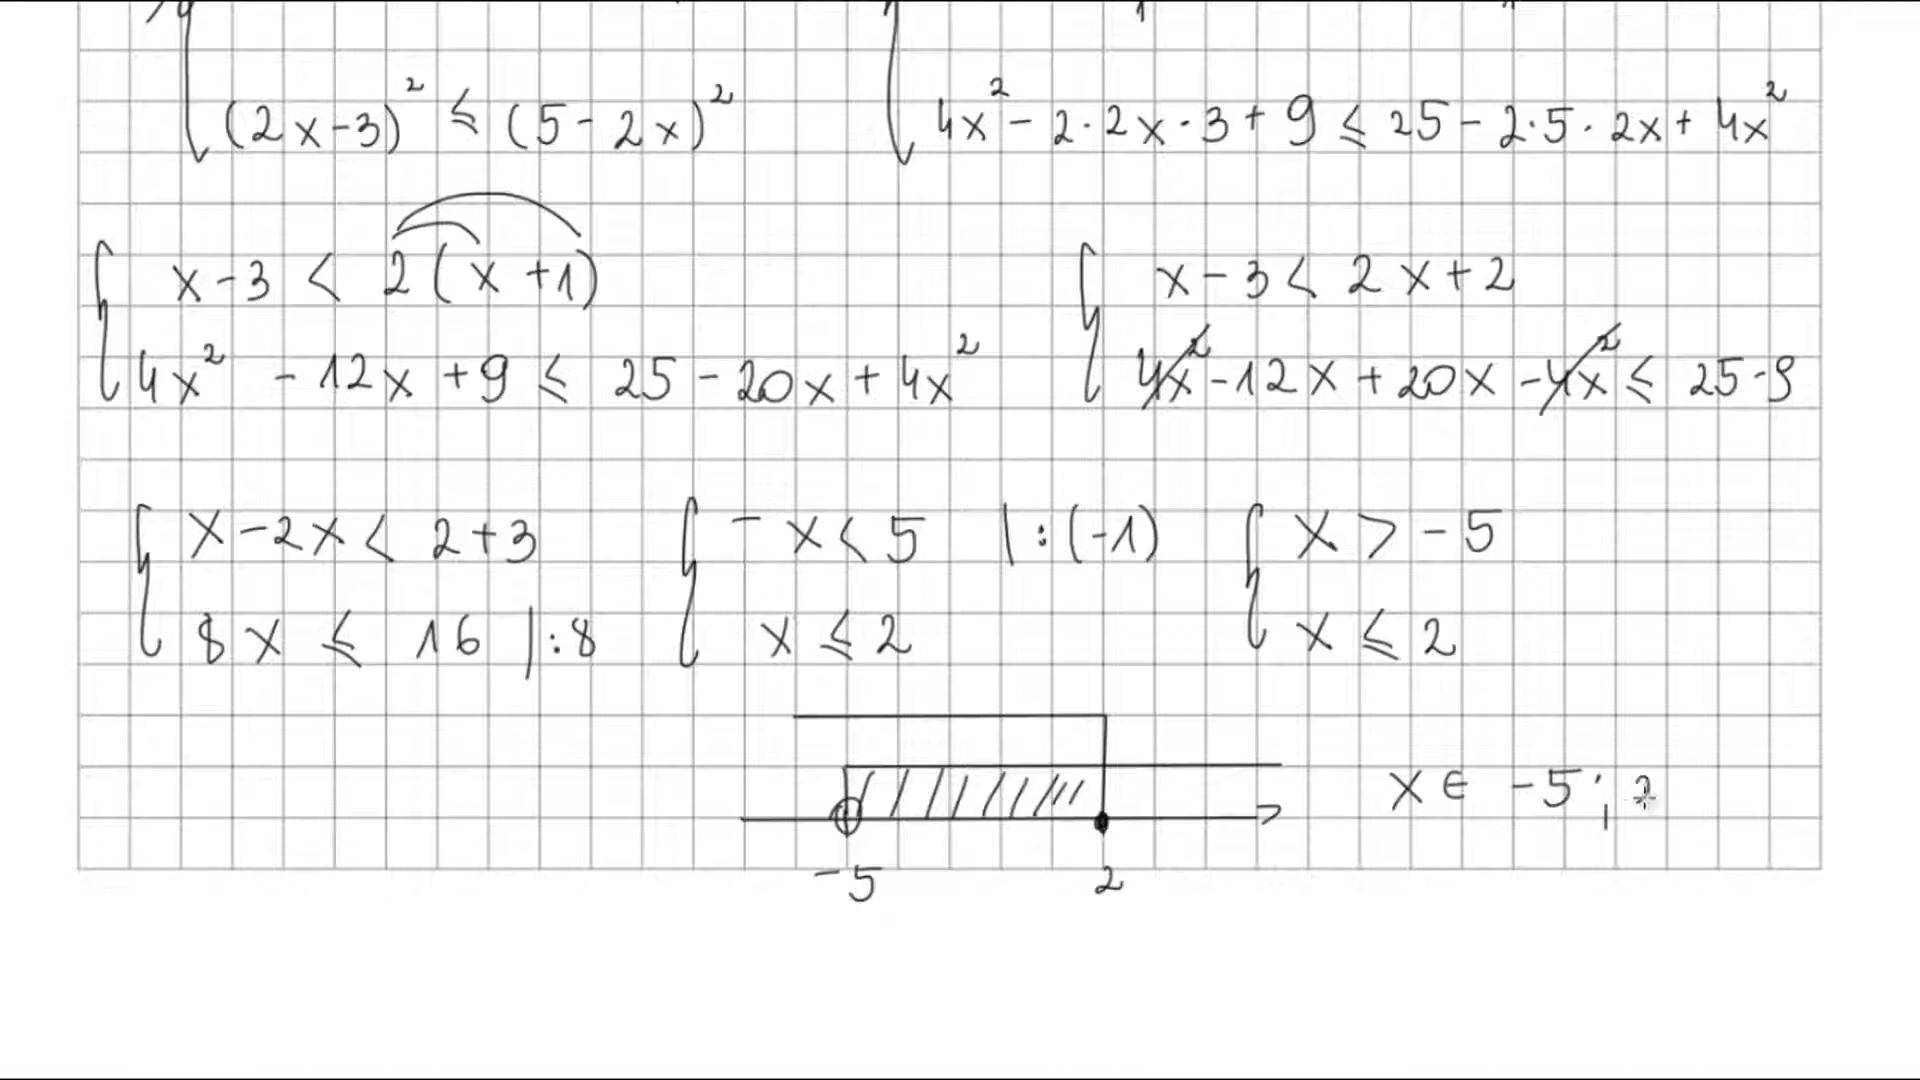 (2x-3)² ≤ (5-2x)² 4x² - 2·2x·3 + 9 ≤ 25 - 2·5·2x + 4x²
x-3 < 2(x+1) x-3 < 2x+2
4x² -12x +9 ≤ 25-20x+4x² 4x²-12x+20x-4x² ≤ 25-9
x-2x < 2+3 -x < 5 |:(-1) x > -5
8x ≤ 16 |:8 x ≤ 2 x ≤ 2
x ∈ -5; 2
-5 2